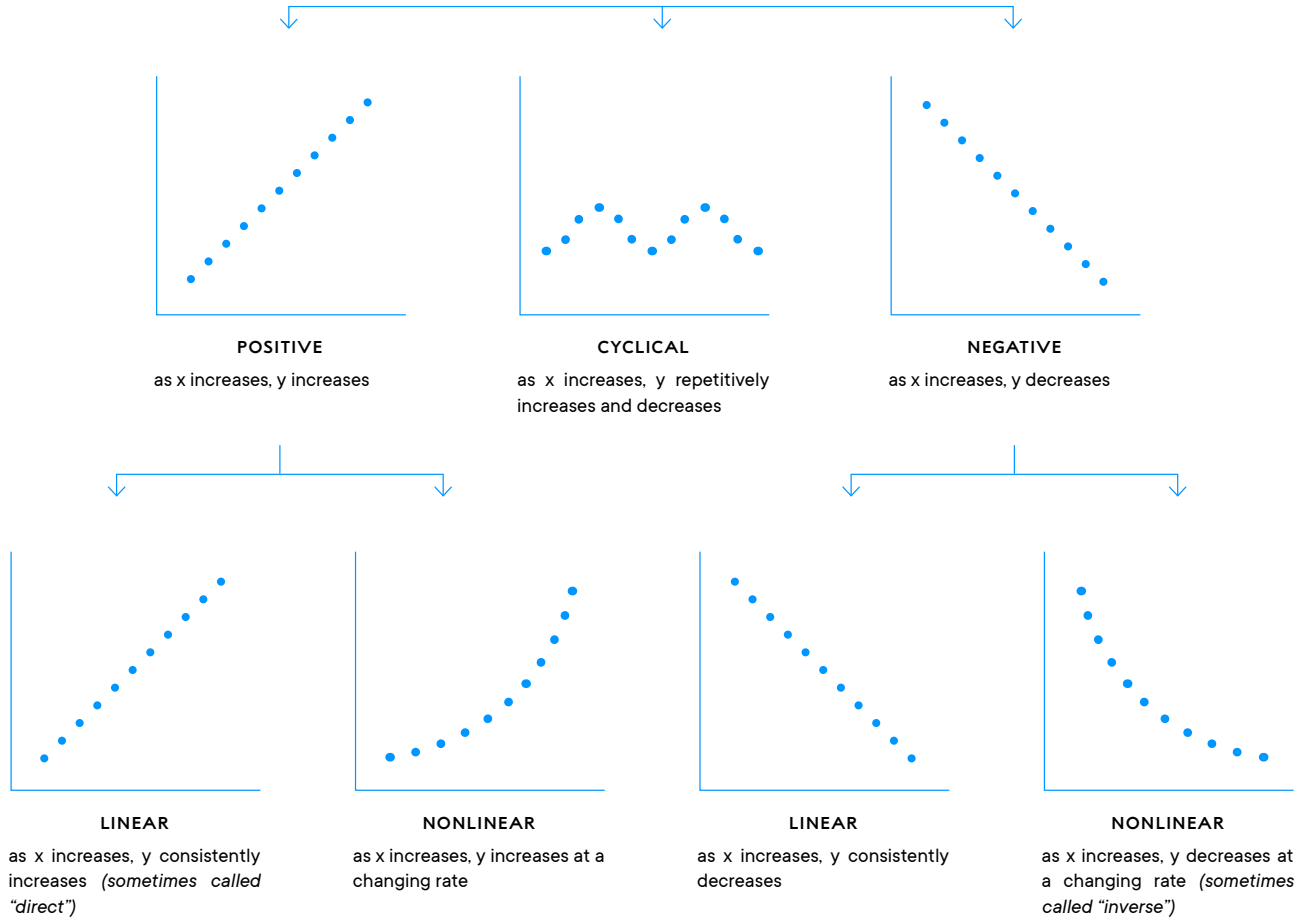 POSITIVE
as x increases, y increases
CYCLICAL
as x increases, y repetitively
increases and decreases
NEGATIVE
as x increases, y decreases
LINEAR
as x increases, y consistently
increases (sometimes called
“direct”)
NONLINEAR
as x increases, y increases at a
changing rate
LINEAR
as x increases, y consistently
decreases
NONLINEAR
as x increases, y decreases at
a changing rate (sometimes
called “inverse”)